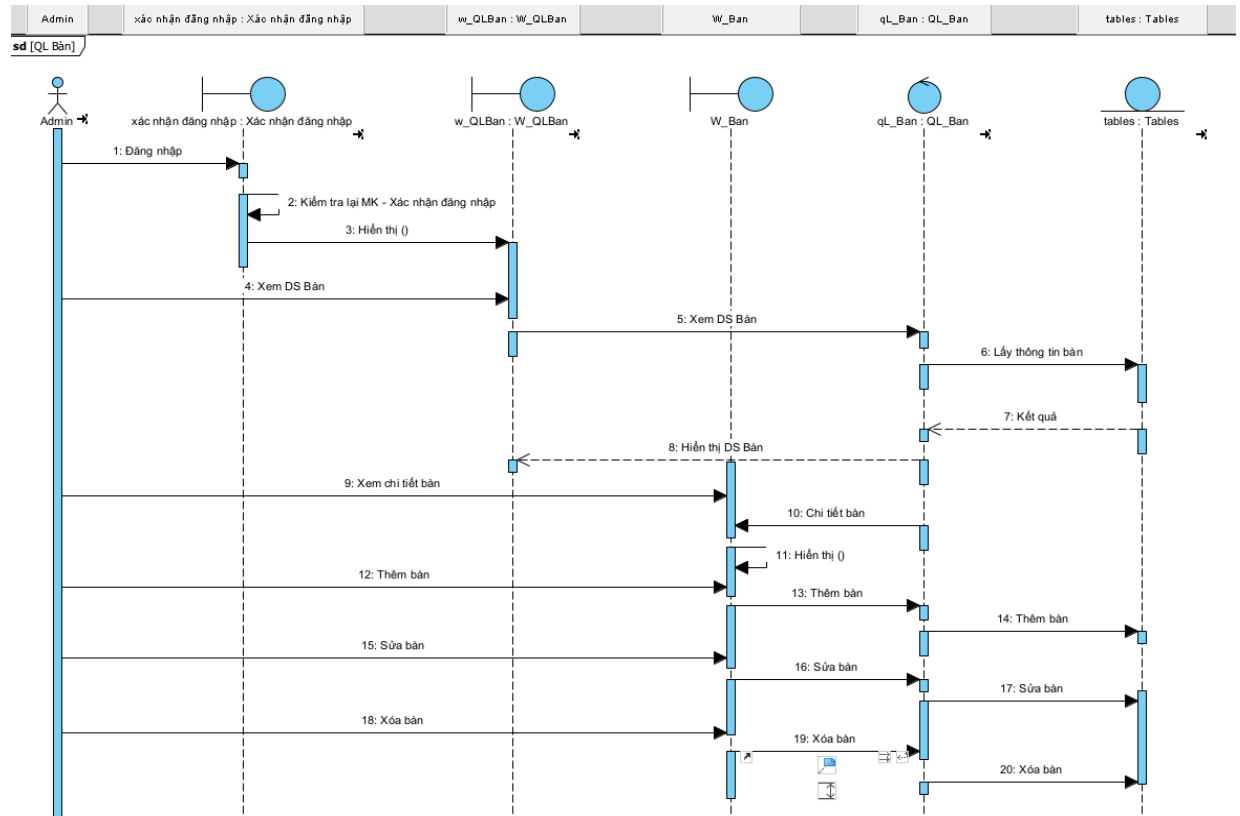 Admin
xác nhận đăng nhập : Xác nhận đăng nhập
w_QLBan : W_QLBan
W_Ban
qL_Ban : QL_Ban
tables : Tables
sd [QL Bàn]
Admin
xác nhận đăng nhập : Xác nhận đăng nhập
w_QLBan : W_QLBan
W_Ban
qL_Ban : QL_Ban
tables : Tables
1: Đăng nhập
2: Kiểm tra lại MK - Xác nhận đăng nhập
3: Hiển thị ()
4: Xem DS Bàn
5: Xem DS Bàn
6: Lấy thông tin bàn
7: Kết quả
8: Hiển thị DS Bàn
9: Xem chi tiết bàn
10: Chi tiết bàn
11: Hiển thị ()
12: Thêm bàn
13: Thêm bàn
14: Thêm bàn
15: Sửa bàn
16: Sửa bàn
17: Sửa bàn
18: Xóa bàn
19: Xóa bàn
20: Xóa bàn